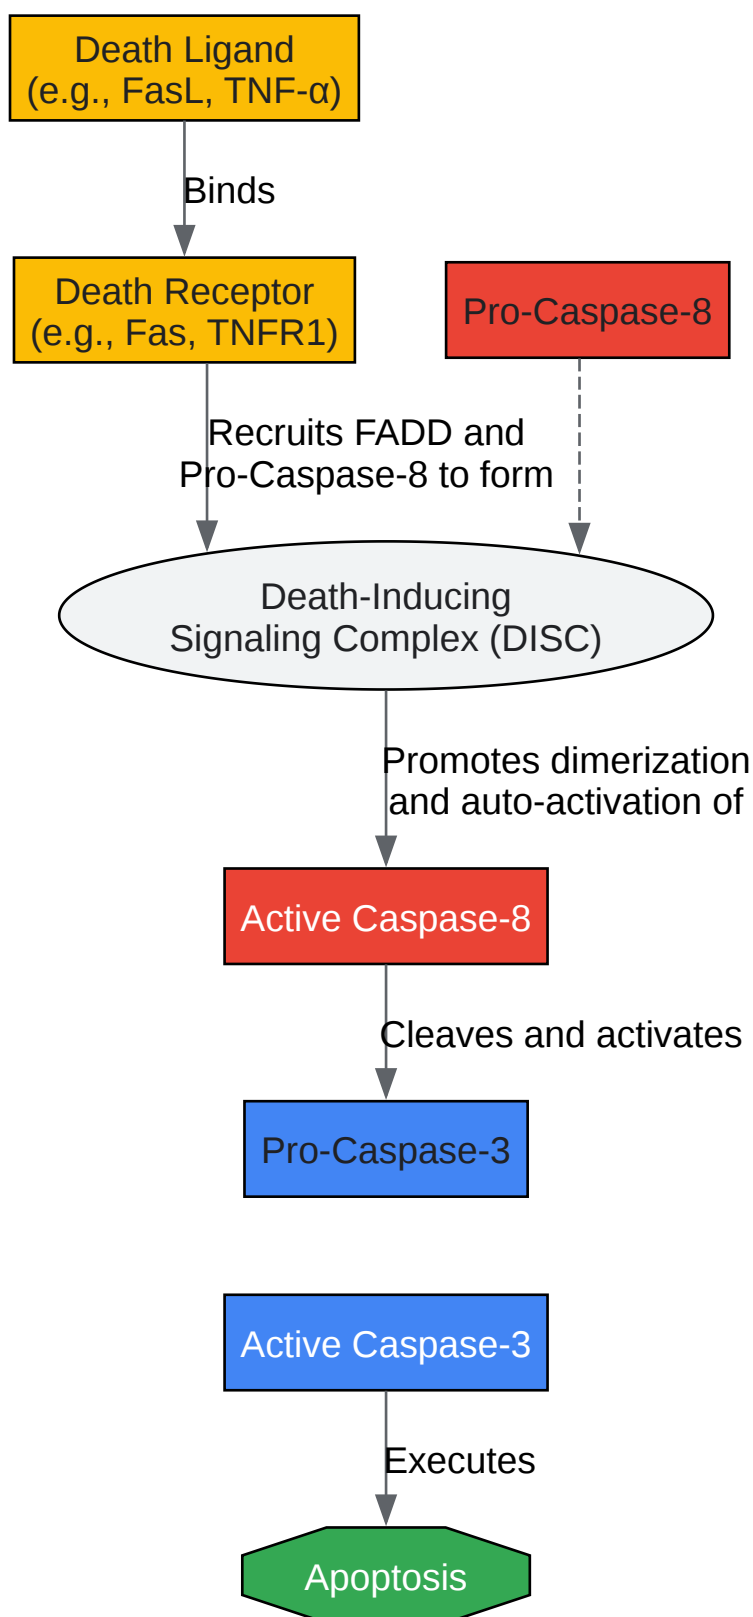 Death Ligand
(e.g., FasL, TNF-α)
Binds
Death Receptor
(e.g., Fas, TNFR1)
Pro-Caspase-8
Recruits FADD and
Pro-Caspase-8 to form
Death-Inducing
Signaling Complex (DISC)
Promotes dimerization
and auto-activation of
Active Caspase-8
Cleaves and activates
Pro-Caspase-3
Active Caspase-3
Executes
Apoptosis